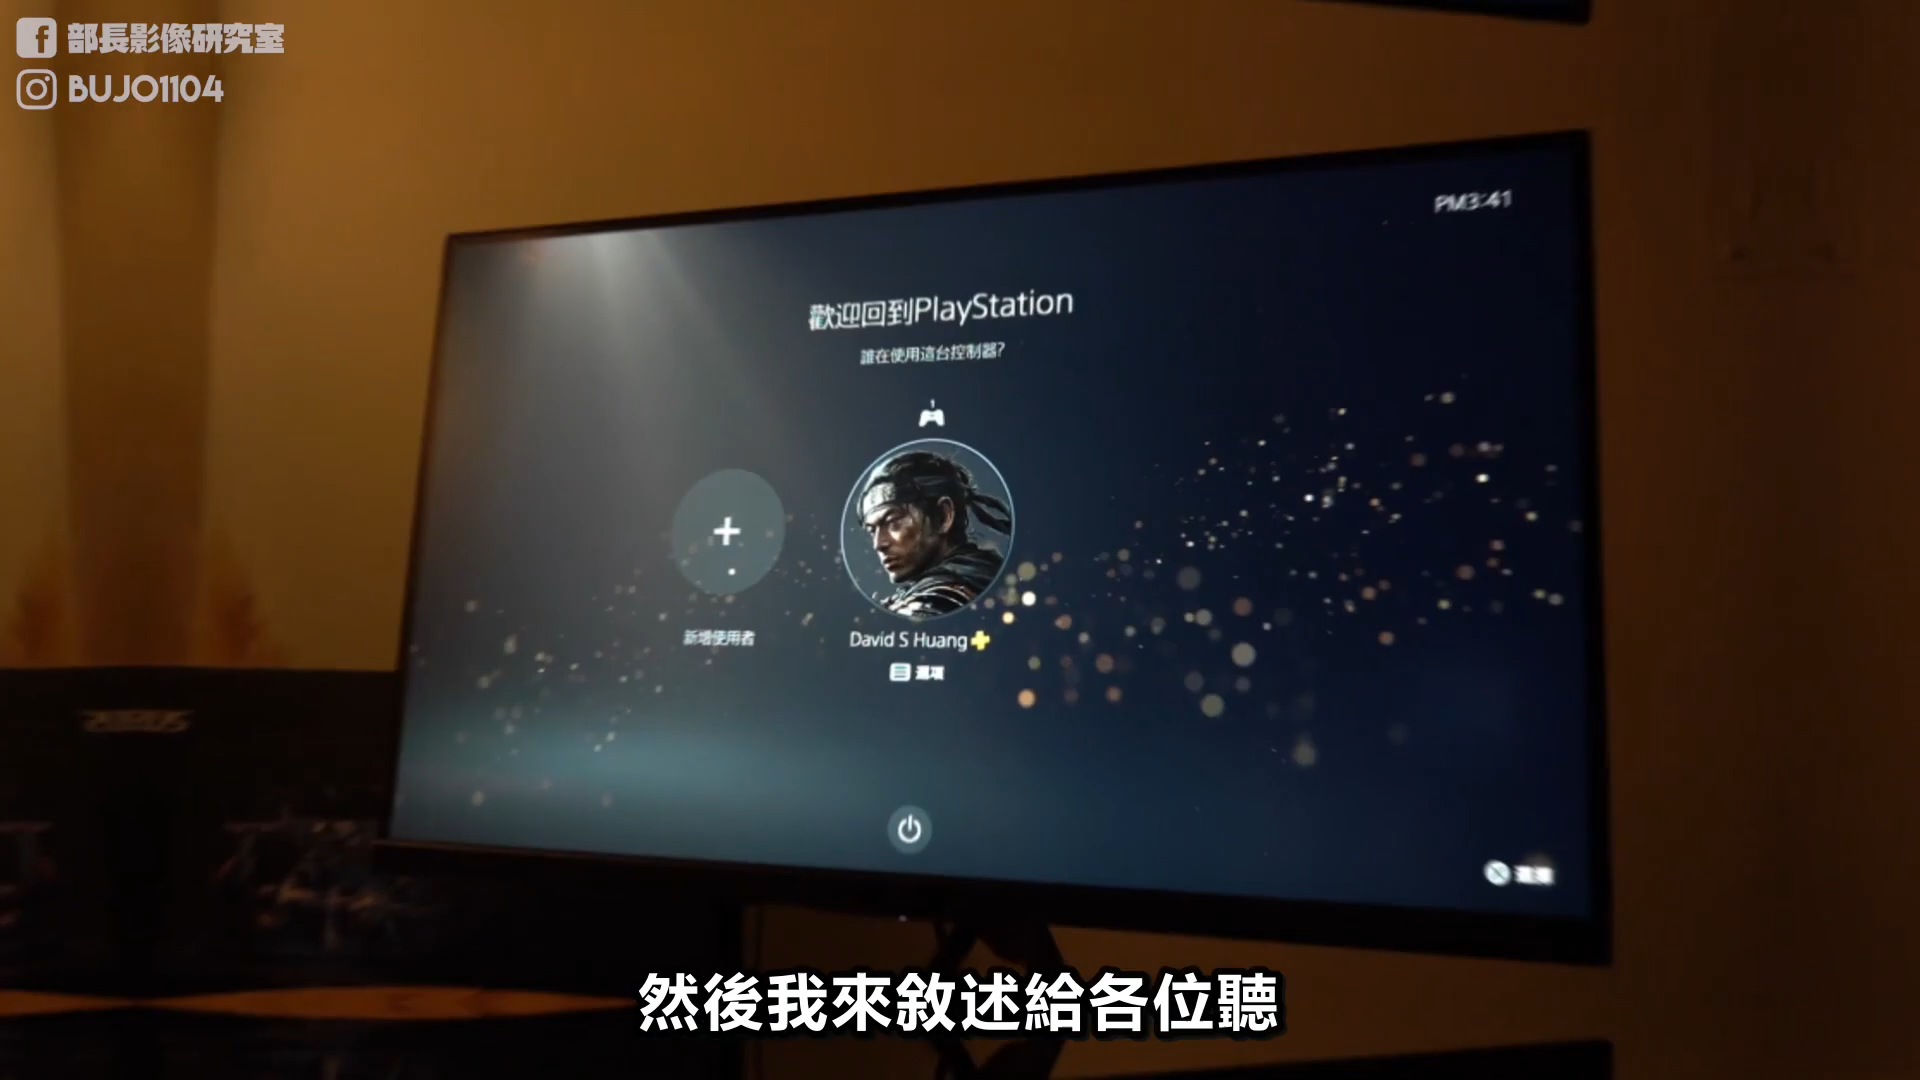 部長影像研究室
BUJO1104
PM3:41
歡迎回到PlayStation
誰在使用這台控制器?
1
新增使用者
David S Huang
選項
然後我來敘述給各位聽